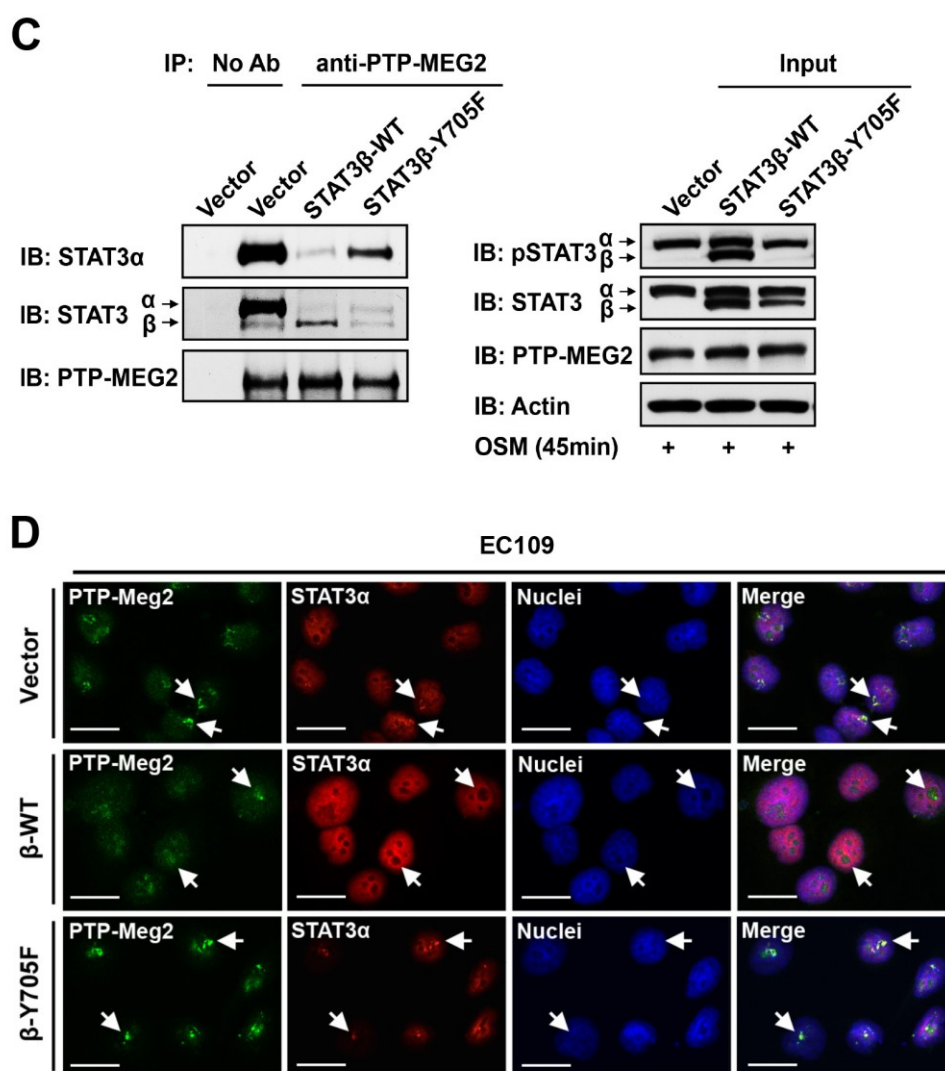 C
IP: No Ab anti-PTP-MEG2
Vector Vector STAT3β-WT STAT3β-Y705F
IB: STAT3α
IB: STAT3 α
β
IB: PTP-MEG2
Input
Vector STAT3β-WT STAT3β-Y705F
IB: pSTAT3 α
β
IB: STAT3 α
β
IB: PTP-MEG2
IB: Actin
OSM (45min) + + +
D
EC109
Vector
PTP-Meg2 STAT3α Nuclei Merge
β-WT
PTP-Meg2 STAT3α Nuclei Merge
β-Y705F
PTP-Meg2 STAT3α Nuclei Merge